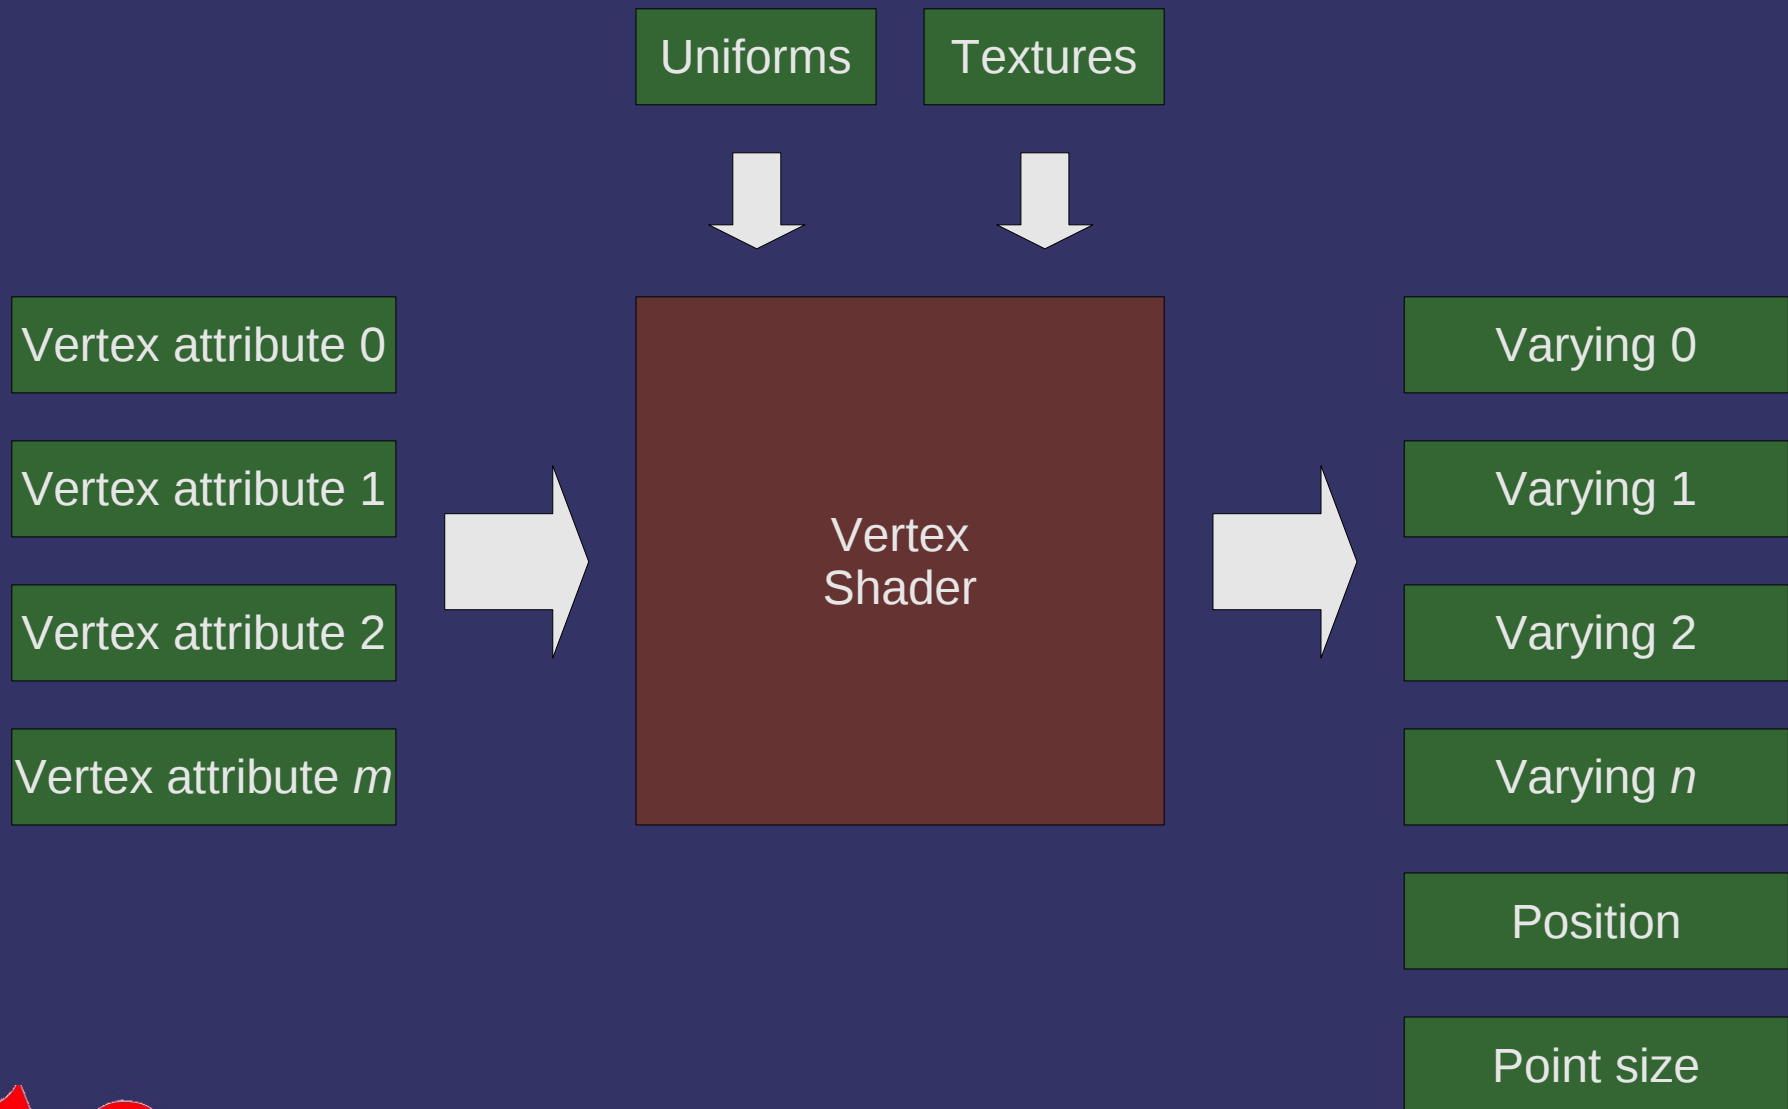 Uniforms
Textures
Vertex attribute 0
Vertex attribute 1
Vertex attribute 2
Vertex attribute m
Vertex
Shader
Varying 0
Varying 1
Varying 2
Varying n
Position
Point size